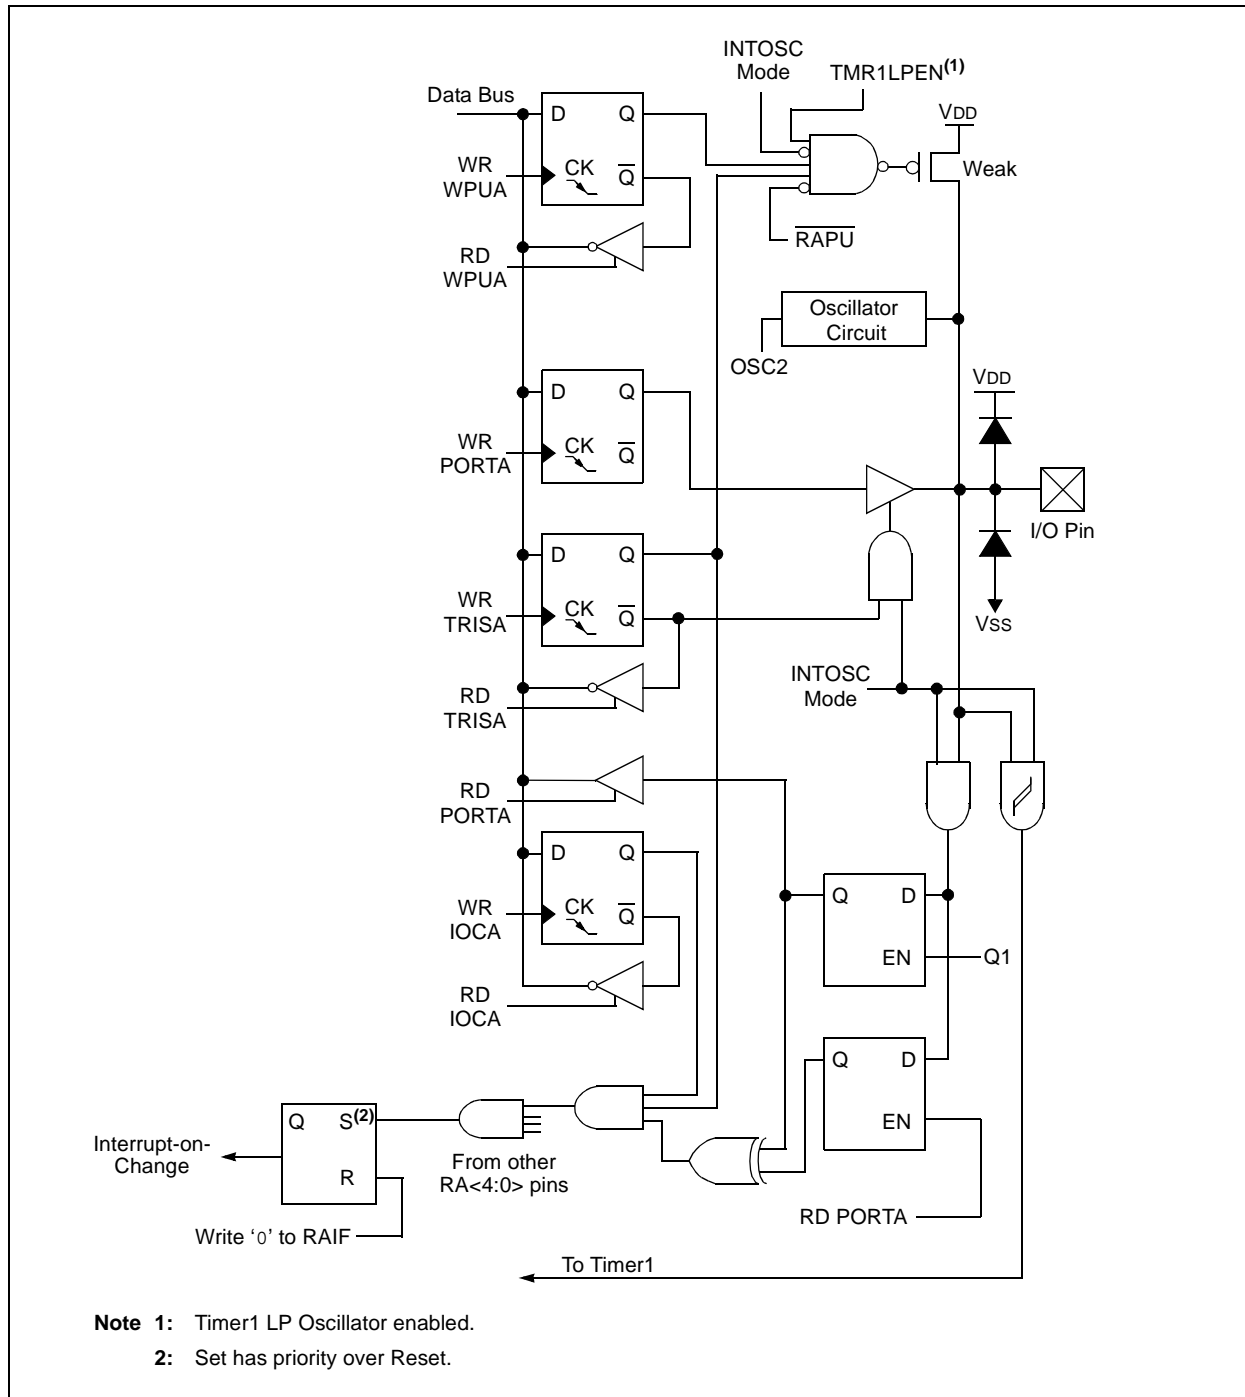 INTOSC
Mode
TMR1LPEN(1)
Data Bus
D Q
VDD
WR
WPUA
CK Q
Weak
RAPU
RD
WPUA
Oscillator
Circuit
OSC2
VDD
D Q
WR
PORTA
CK Q
I/O Pin
D Q
WR
TRISA
CK Q
VSS
INTOSC
Mode
RD
TRISA
RD
PORTA
D Q
Q D
WR
IOCA
CK Q
EN Q1
RD
IOCA
Q D
Q S(2)
EN
Interrupt-on-
Change
From other
RA<4:0> pins
R
RD PORTA
Write ‘0’ to RAIF
To Timer1
Note 1: Timer1 LP Oscillator enabled.
2: Set has priority over Reset.